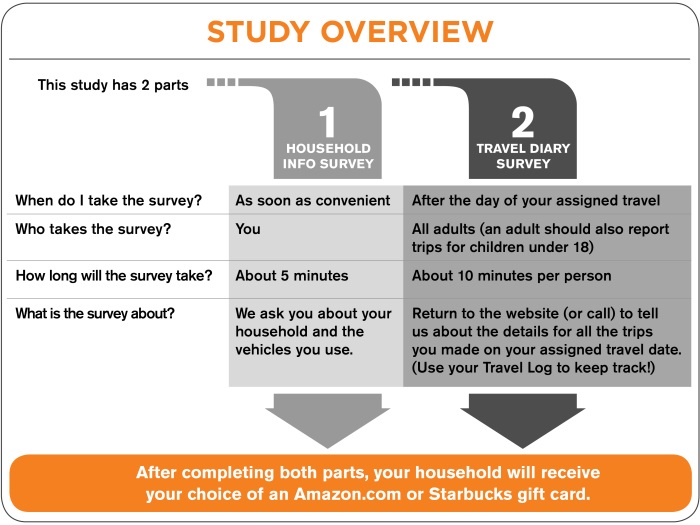 STUDY OVERVIEW
This study has 2 parts
1
HOUSEHOLD
INFO SURVEY
2
TRAVEL DIARY
SURVEY
When do I take the survey?
As soon as convenient
After the day of your assigned travel
Who takes the survey?
You
All adults (an adult should also report
trips for children under 18)
How long will the survey take?
About 5 minutes
About 10 minutes per person
What is the survey about?
We ask you about your
household and the
vehicles you use.
Return to the website (or call) to tell
us about the details for all the trips
you made on your assigned travel date.
(Use your Travel Log to keep track!)
After completing both parts, your household will receive
your choice of an Amazon.com or Starbucks gift card.